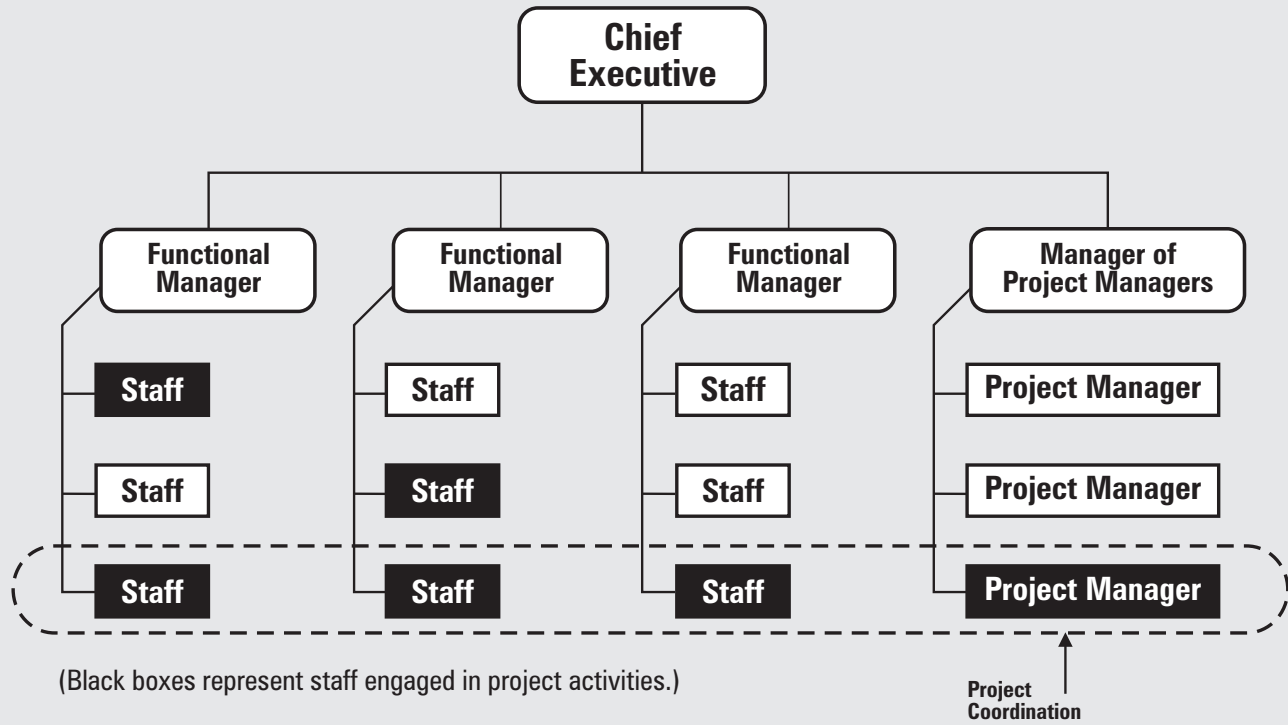 Chief
Executive
Functional
Manager
Functional
Manager
Functional
Manager
Manager of
Project Managers
Staff
Staff
Staff
Project Manager
Staff
Staff
Staff
Project Manager
Staff
Staff
Staff
Project Manager
(Black boxes represent staff engaged in project activities.)
Project
Coordination